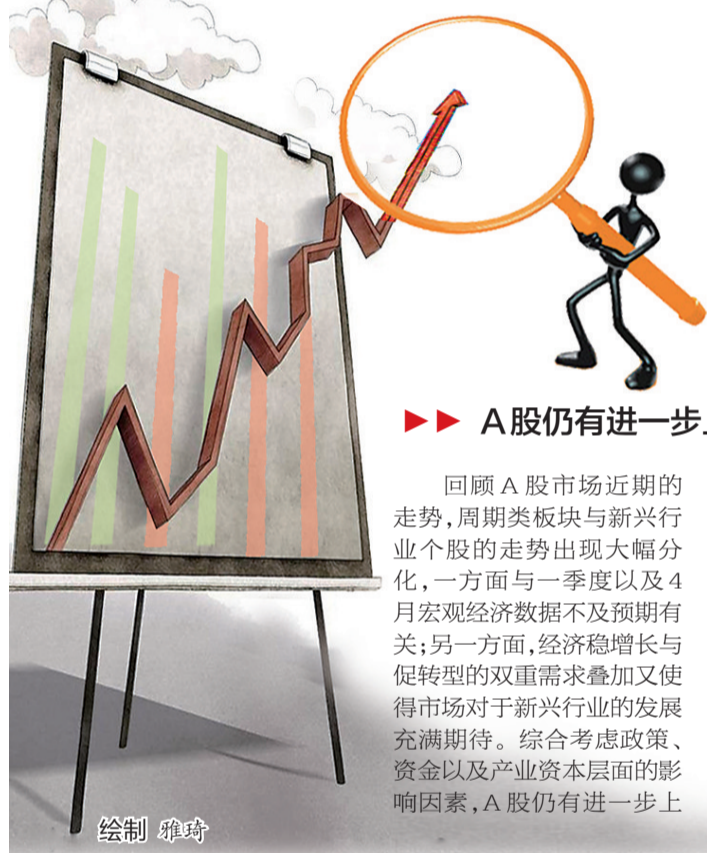 A股仍有进一步
回顾A股市场近期的
走势,周期类板块与新兴行
业个股的走势出现大幅分
化,一方面与一季度以及4
月宏观经济数据不及预期有
关;另一方面,经济稳增长与
促转型的双重需求叠加又使
得市场对于新兴行业的发展
充满期待。综合考虑政策、
资金以及产业资本层面的影
响因素,A股仍有进一步上
绘制 雅琦